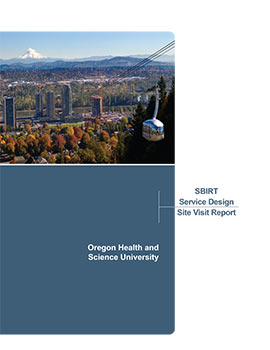 SBIRT
Service Design
Site Visit Report
Oregon Health and
Science University